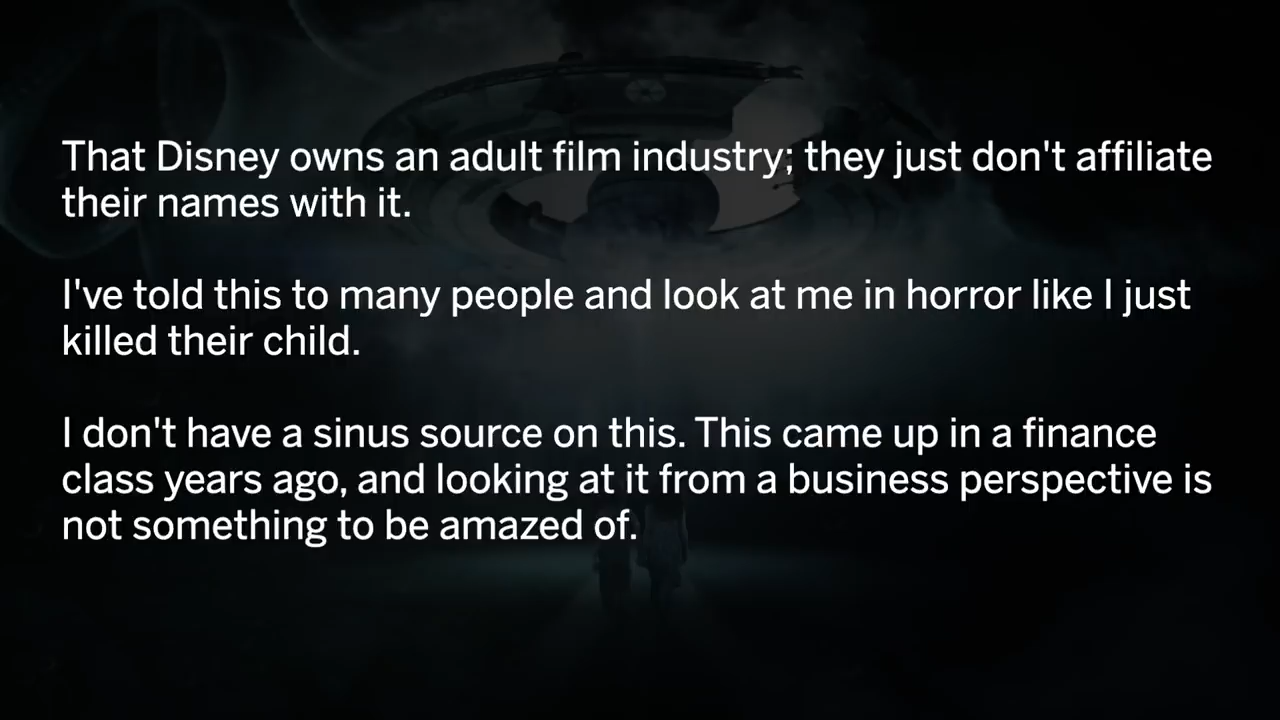 That Disney owns an adult film industry; they just don't affiliate
their names with it.
I've told this to many people and look at me in horror like I just
killed their child.
I don't have a sinus source on this. This came up in a finance
class years ago, and looking at it from a business perspective is
not something to be amazed of.